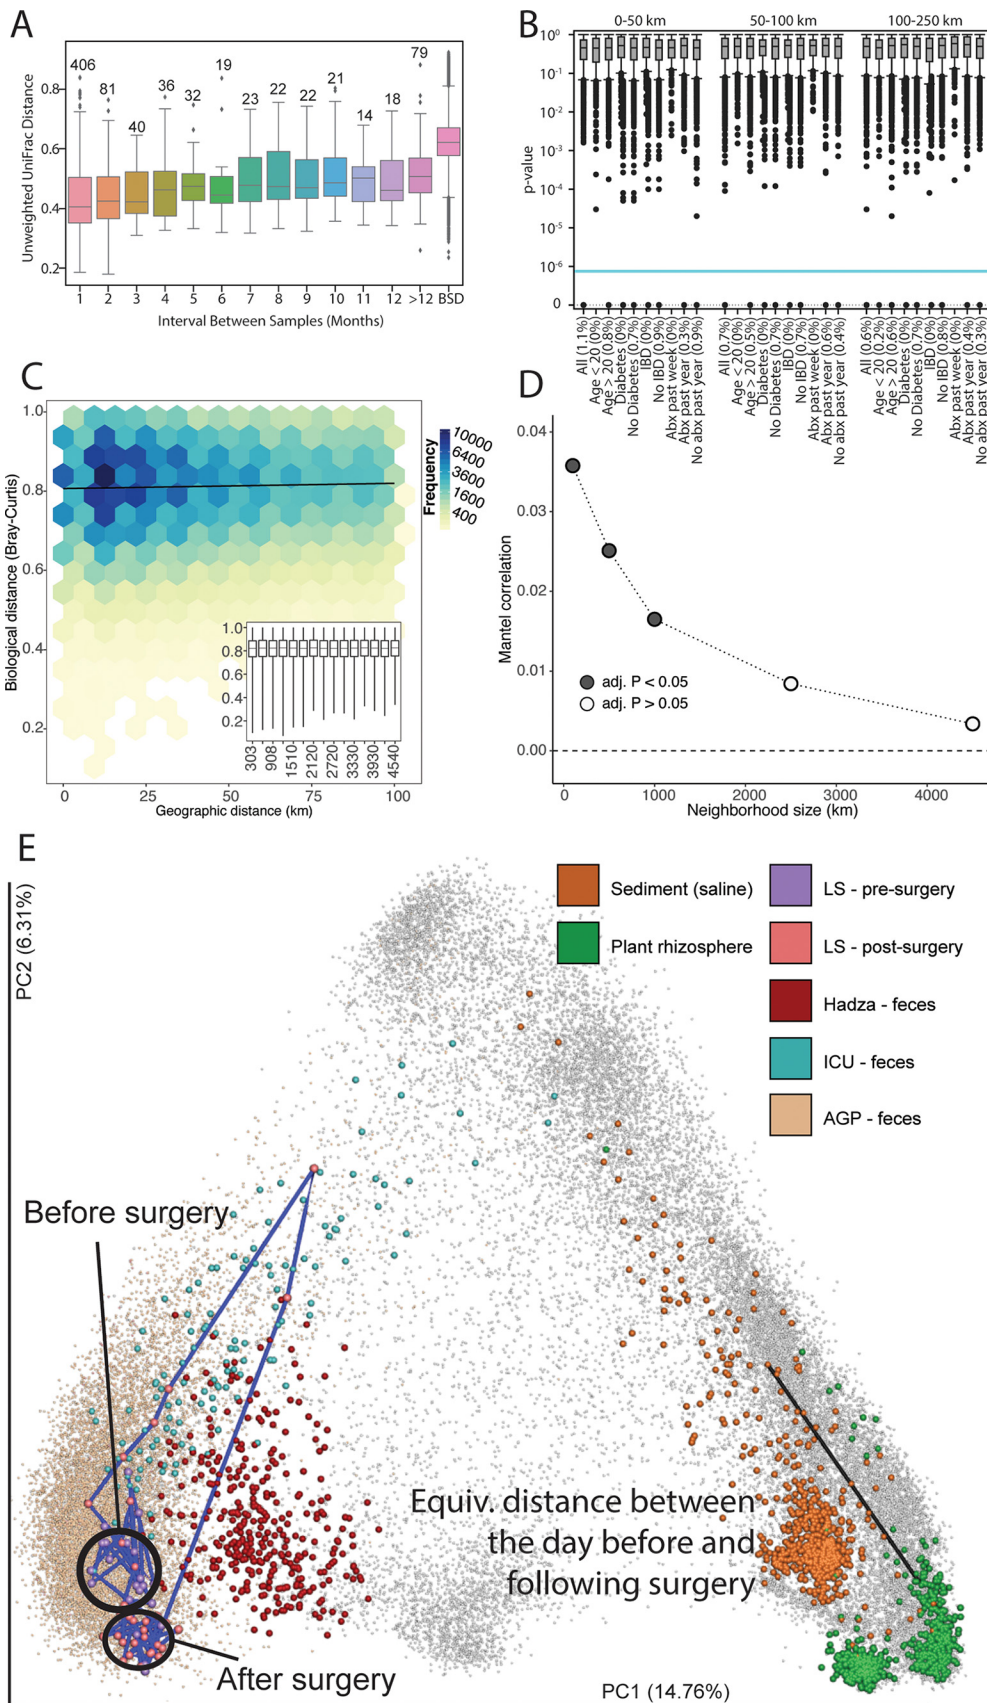 A
Unweighted UniFrac Distance
0.8
0.6
0.4
0.2
406
81
40
36
32
19
23
22
22
21
14
18
79
1 2 3 4 5 6 7 8 9 10 11 12 >12 BSD
Interval Between Samples (Months)
B
0-50 km 50-100 km 100-250 km
p-value
10⁰
10⁻¹
10⁻²
10⁻³
10⁻⁴
10⁻⁵
10⁻⁶
0
All (1.1%)
Age < 20 (0%)
Age > 20 (0.8%)
Diabetes (0%)
No Diabetes (0.7%)
IBD (0%)
No IBD (0.9%)
Abx past week (0%)
Abx past year (0.3%)
No abx past year (0.9%)
All (0.7%)
Age < 20 (0%)
Age > 20 (0.5%)
Diabetes (0%)
No Diabetes (0.7%)
IBD (0%)
No IBD (0.7%)
Abx past week (0%)
Abx past year (0.6%)
No abx past year (0.4%)
All (0.6%)
Age < 20 (0.2%)
Age > 20 (0.6%)
Diabetes (0%)
No Diabetes (0.7%)
IBD (0%)
No IBD (0.8%)
Abx past week (0%)
Abx past year (0.4%)
No abx past year (0.3%)
C
Biological distance (Bray-Curtis)
1.0
0.8
0.6
0.4
0.2
0 25 50 75 100
Geographic distance (km)
Frequency
10000
6400
3600
1600
400
1.0
0.8
0.6
0.4
0.2
303
908
1510
2120
2720
3330
3930
4540
D
Mantel correlation
0.04
0.03
0.02
0.01
0.00
adj. P < 0.05
adj. P > 0.05
0 1000 2000 3000 4000
Neighborhood size (km)
E
PC2 (6.31%)
Sediment (saline)
Plant rhizosphere
LS - pre-surgery
LS - post-surgery
Hadza - feces
ICU - feces
AGP - feces
Before surgery
Equiv. distance between
the day before and
following surgery
After surgery
PC1 (14.76%)